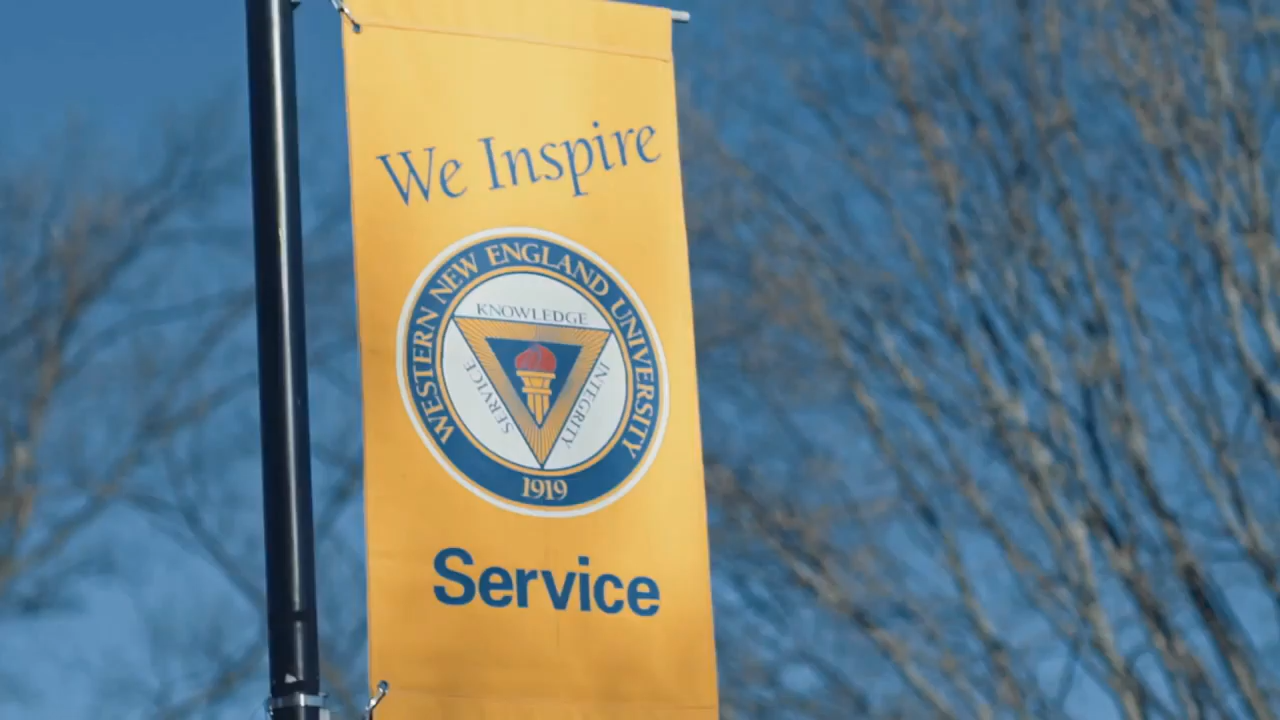 We Inspire
WESTERN NEW ENGLAND UNIVERSITY
KNOWLEDGE
SERVICE
INTEGRITY
1919
Service